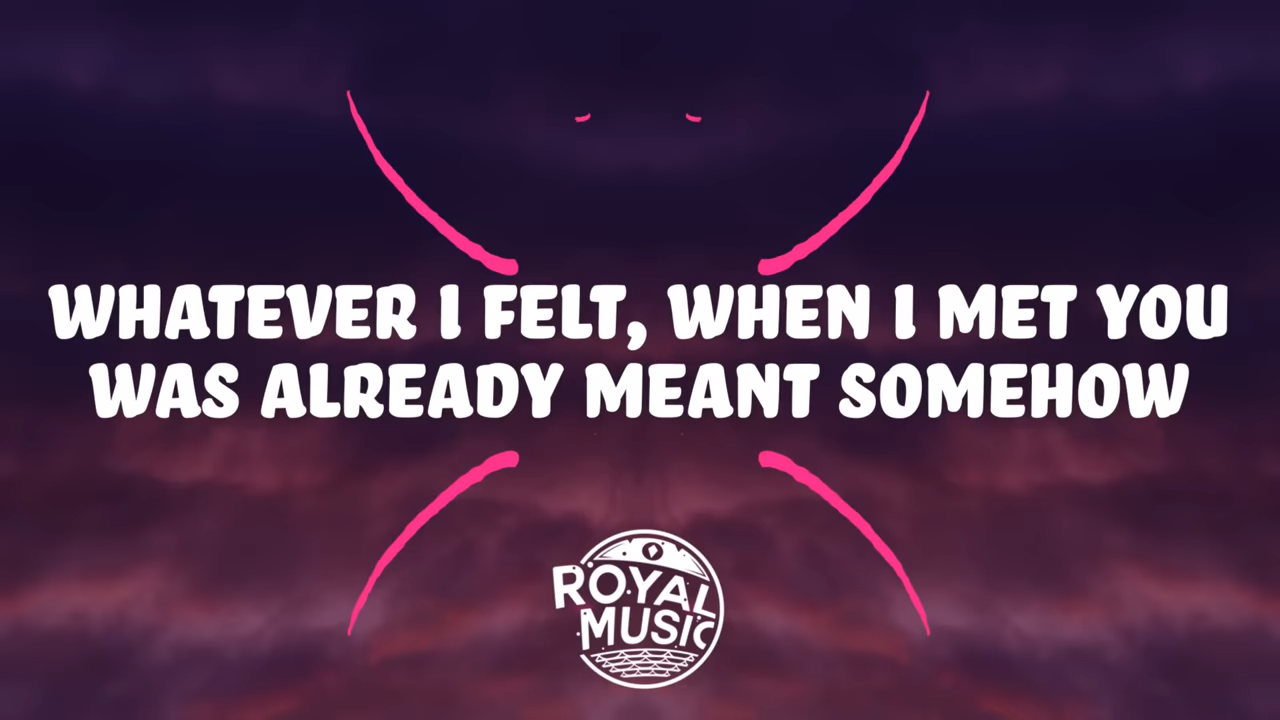 WHATEVER I FELT, WHEN I MET YOU
WAS ALREADY MEANT SOMEHOW
ROYAL
MUSIC